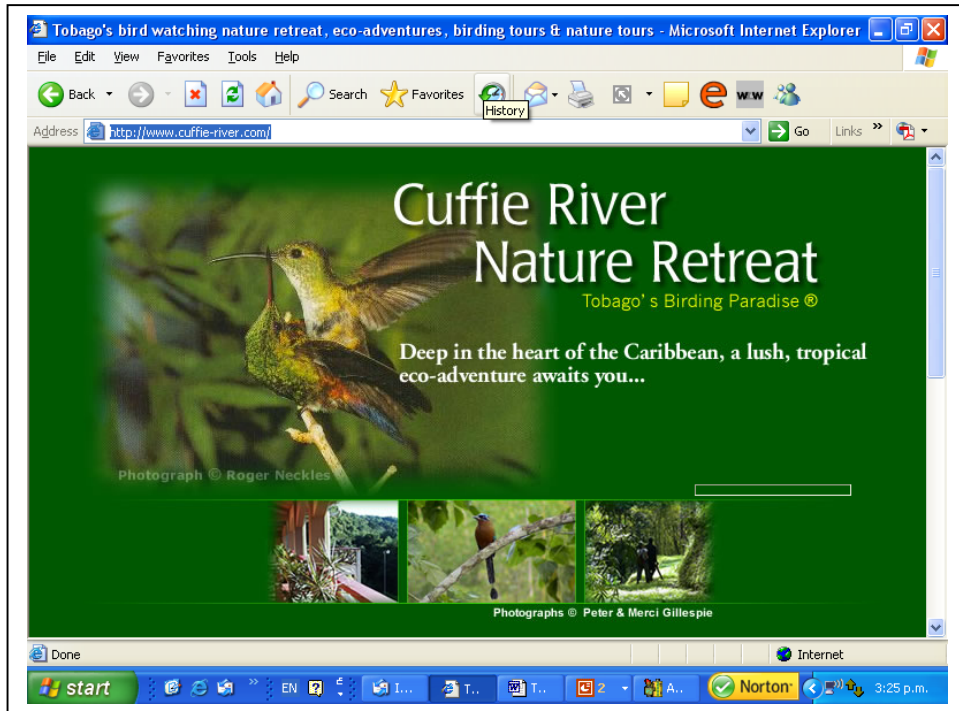 Tobago's bird watching nature retreat, eco-adventures, birding tours & nature tours - Microsoft Internet Explorer
File Edit View Favorites Tools Help
Back Search Favorites
History
Address http://www.cuffie-river.com/ Go Links »
Cuffie River
Nature Retreat
Tobago's Birding Paradise ®
Deep in the heart of the Caribbean, a lush, tropical
eco-adventure awaits you...
Photograph © Roger Neckles
Photographs © Peter & Merci Gillespie
Done Internet
start » EN I... T.. T.. 2 A.. Norton 3:25 p.m.